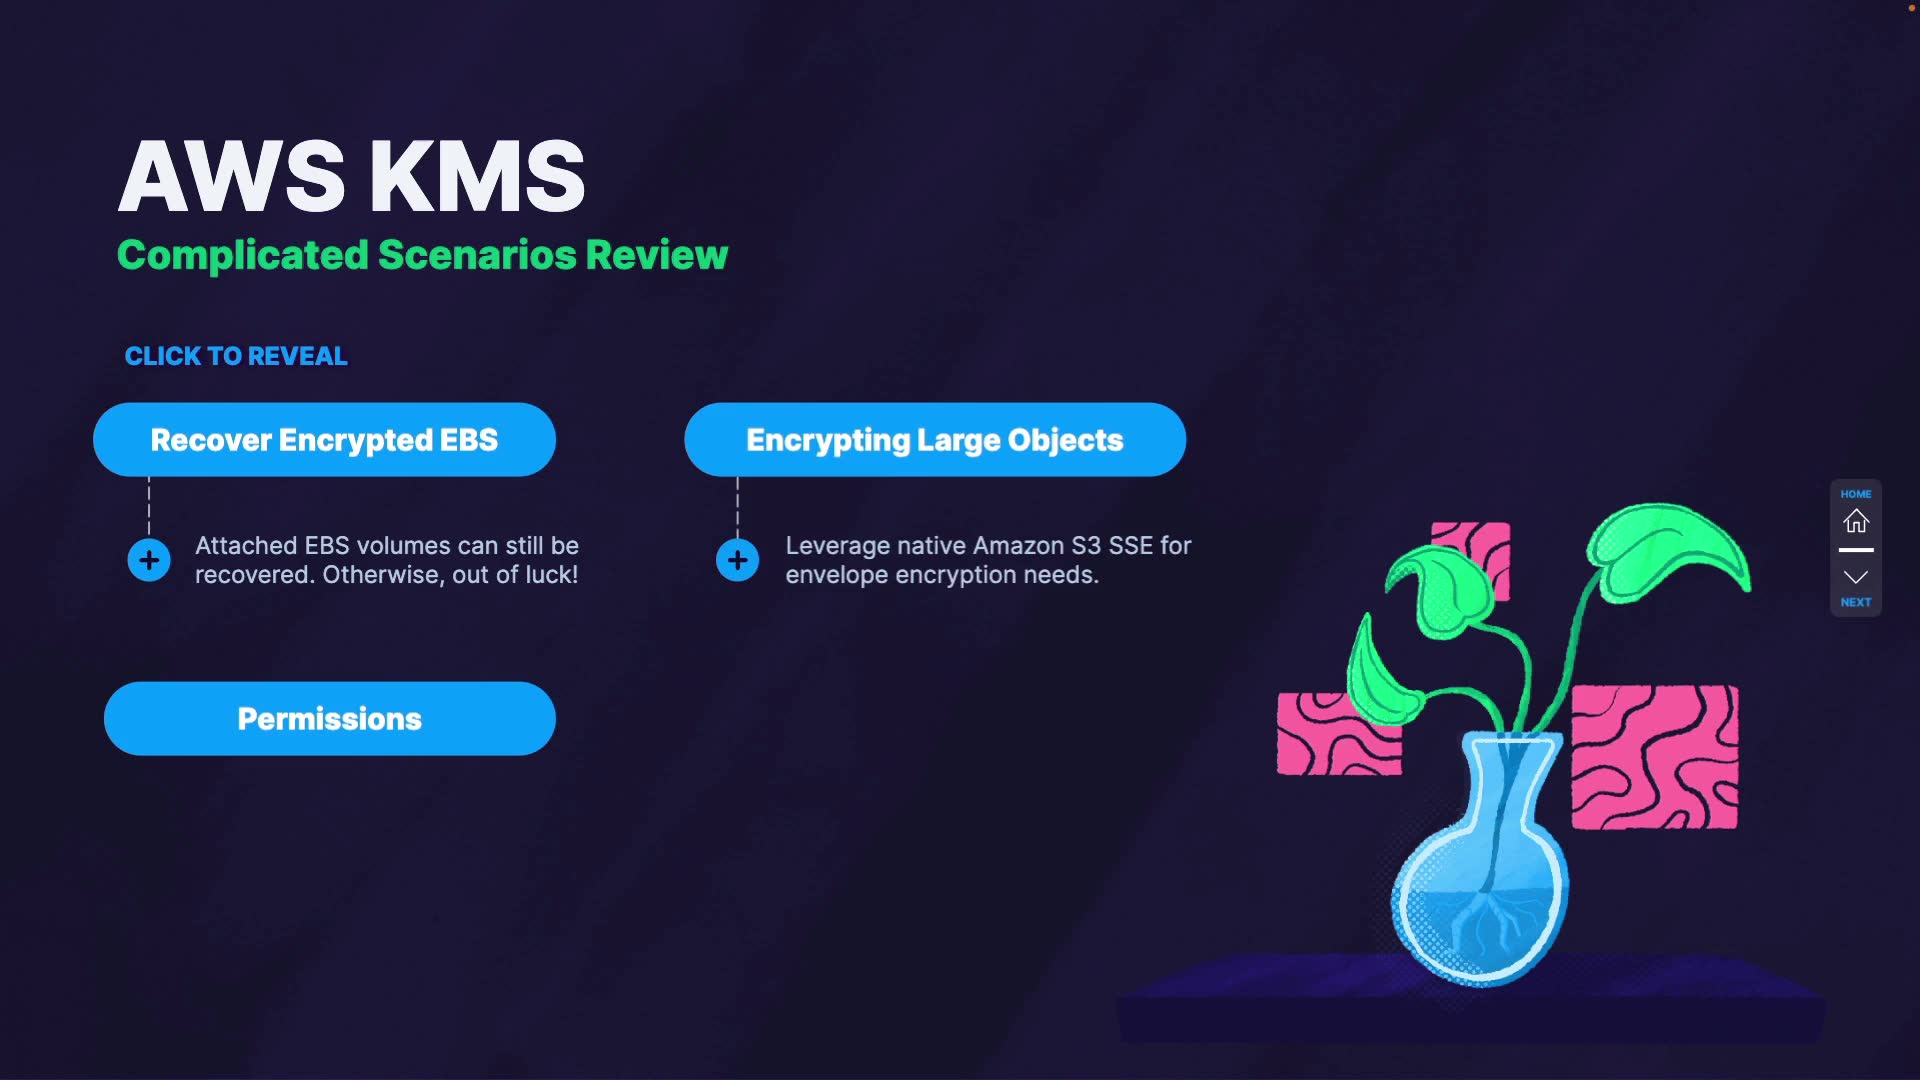 AWS KMS
Complicated Scenarios Review
CLICK TO REVEAL
Recover Encrypted EBS
Attached EBS volumes can still be
recovered. Otherwise, out of luck!
Encrypting Large Objects
Leverage native Amazon S3 SSE for
envelope encryption needs.
Permissions
HOME
NEXT